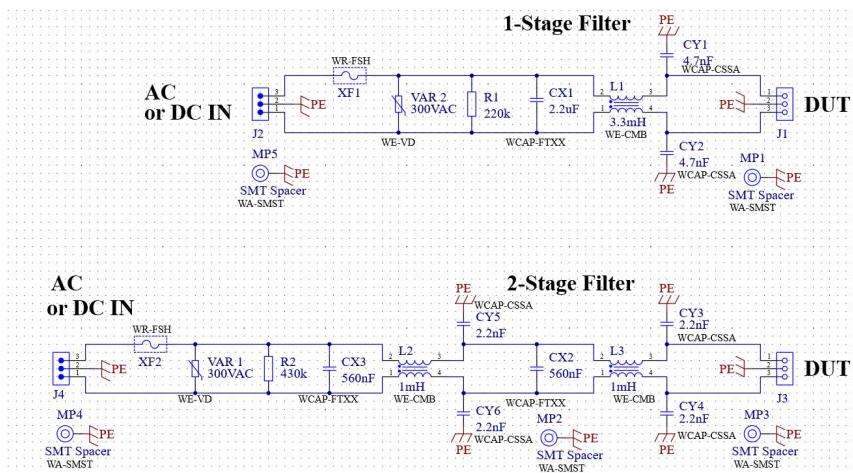 1-Stage Filter
PE
CY1
4.7nF
WCAP-CSSA
WR-FSH
XF1
AC
or DC IN
3
2
1
PE
J2
VAR 2
300VAC
WE-VD
R1
220k
CX1
2.2uF
WCAP-FTXX
L1
2
3
1
4
3.3mH
WE-CMB
PE
1
2
3
J1
DUT
CY2
4.7nF
WCAP-CSSA
PE
MP5
PE
SMT Spacer
WA-SMST
MP1
PE
SMT Spacer
WA-SMST
2-Stage Filter
AC
or DC IN
PE
WCAP-CSSA
CY5
2.2nF
PE
CY3
2.2nF
WCAP-CSSA
WR-FSH
XF2
3
2
1
PE
J4
VAR 1
300VAC
WE-VD
R2
430k
CX3
560nF
WCAP-FTXX
L2
2
3
1
4
1mH
WE-CMB
CX2
560nF
WCAP-FTXX
L3
2
3
1
4
1mH
WE-CMB
PE
1
2
3
J3
DUT
CY6
2.2nF
WCAP-CSSA
PE
CY4
2.2nF
WCAP-CSSA
PE
MP4
PE
SMT Spacer
WA-SMST
MP2
PE
SMT Spacer
WA-SMST
MP3
PE
SMT Spacer
WA-SMST